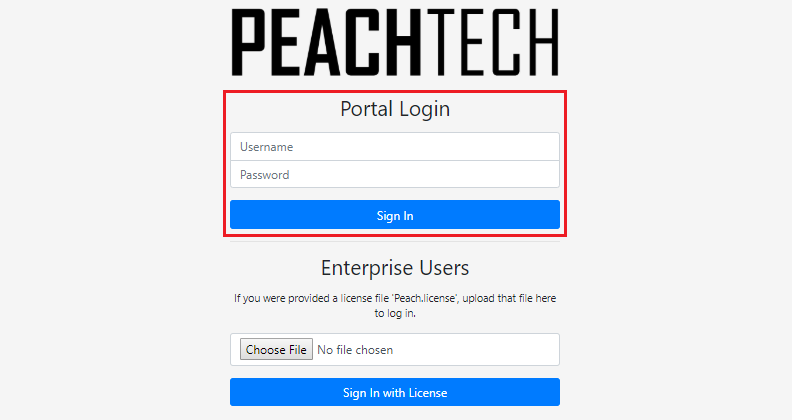 PEACHTECH
Portal Login
Username
Password
Sign In
Enterprise Users
If you were provided a license file 'Peach.license', upload that file here
to log in.
Choose File No file chosen
Sign In with License